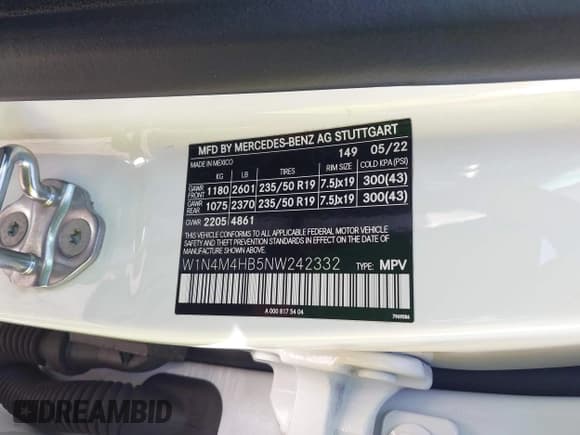 MFD BY MERCEDES-BENZ AG STUTTGART
MADE IN MEXICO 149 05/22
TIRES RIM SIZES COLD KPA(PSI)
GAWR FRONT 1180 2601 235/50 R19 7.5Jx19 300(43)
GAWR REAR 1075 2370 235/50 R19 7.5Jx19 300(43)
GVWR 2205 4861
THIS VEHICLE CONFORMS TO ALL APPLICABLE FEDERAL MOTOR VEHICLE
SAFETY AND THEFT PREVENTION STANDARDS IN EFFECT ON THE DATE OF
MANUFACTURE SHOWN ABOVE.
W1N4M4HB5NW242332 TYPE: MPV
A 000 817 54 04
DREAMBID